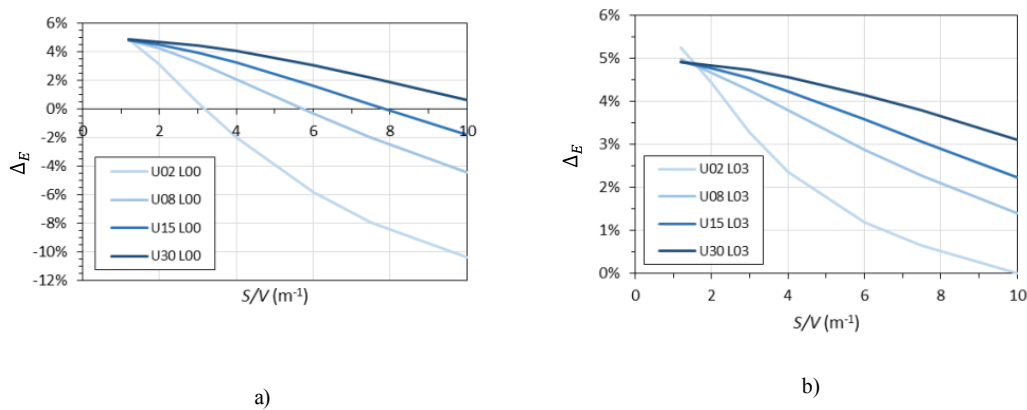 6%
4%
2%
0%
-2%
-4%
-6%
-8%
-10%
-12%
0
2
4
6
8
10
Δ_E
S/V (m⁻¹)
U02 L00
U08 L00
U15 L00
U30 L00
a)
6%
5%
4%
3%
2%
1%
0%
0
2
4
6
8
10
Δ_E
S/V (m⁻¹)
U02 L03
U08 L03
U15 L03
U30 L03
b)